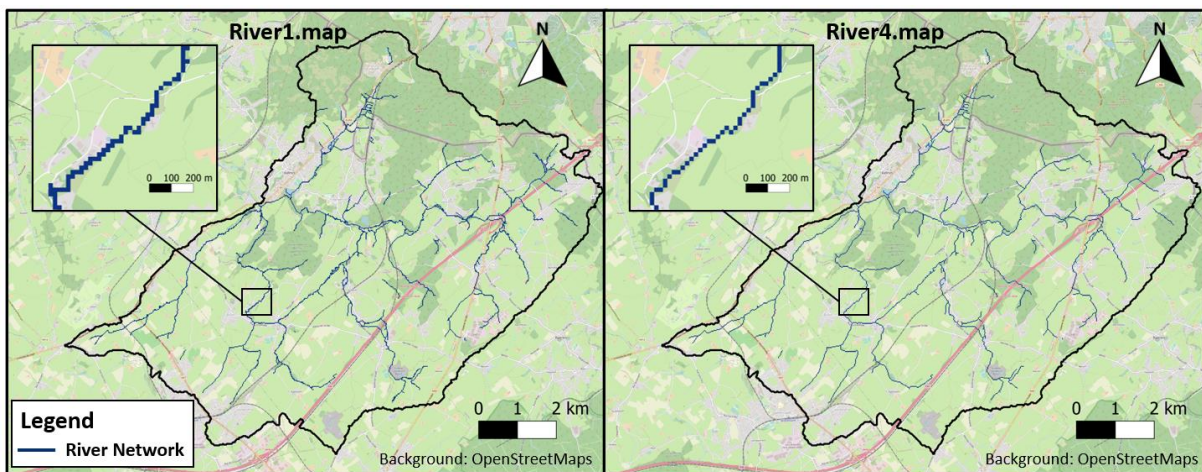 River1.map
N
0 100 200 m
Legend
River Network
0 1 2 km
Background: OpenStreetMaps
River4.map
N
0 100 200 m
0 1 2 km
Background: OpenStreetMaps